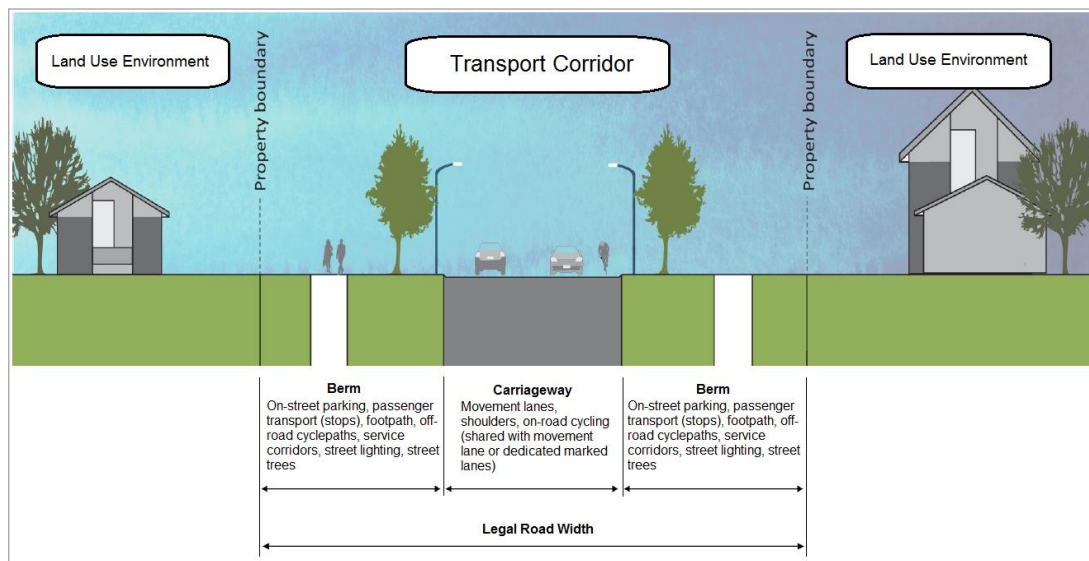 Land Use Environment
Transport Corridor
Land Use Environment
Property boundary
Property boundary
Berm
On-street parking, passenger
transport (stops), footpath, off-
road cyclepaths, service
corridors, street lighting, street
trees
Carriageway
Movement lanes,
shoulders, on-road cycling
(shared with movement
lane or dedicated marked
lanes)
Berm
On-street parking, passenger
transport (stops), footpath, off-
road cyclepaths, service
corridors, street lighting, street
trees
Legal Road Width